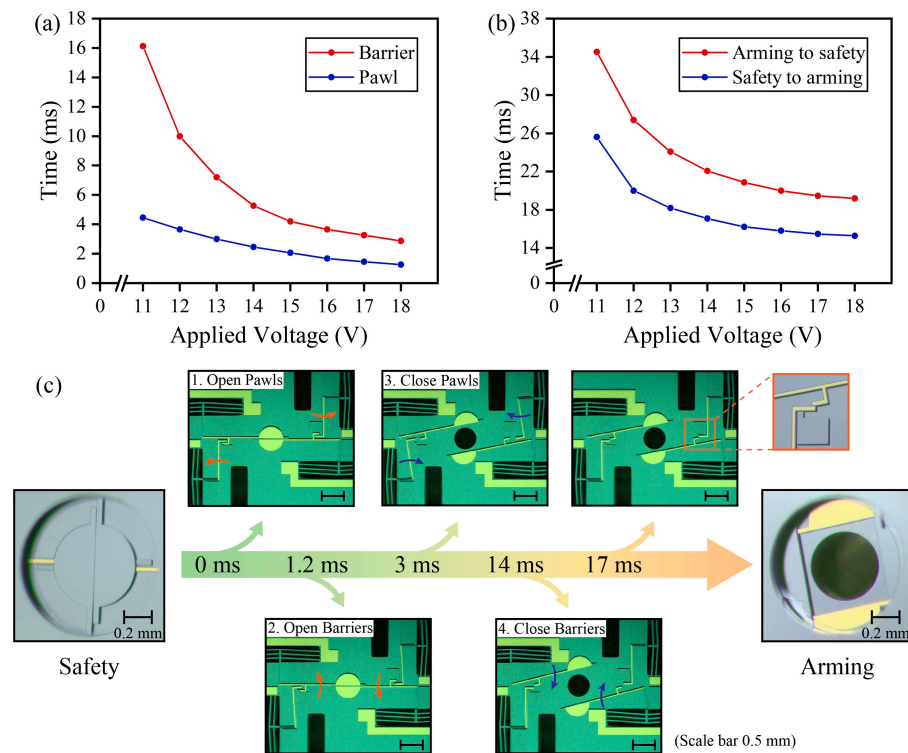 (a)
18
16
14
12
10
8
6
4
2
0
Time (ms)
Barrier
Pawl
0
11
12
13
14
15
16
17
18
Applied Voltage (V)
(b)
38
34
30
26
22
18
14
0
Time (ms)
Arming to safety
Safety to arming
0
11
12
13
14
15
16
17
18
Applied Voltage (V)
(c)
1. Open Pawls
3. Close Pawls
0 ms
1.2 ms
3 ms
14 ms
17 ms
0.2 mm
Safety
0.2 mm
Arming
2. Open Barriers
4. Close Barriers
(Scale bar 0.5 mm)